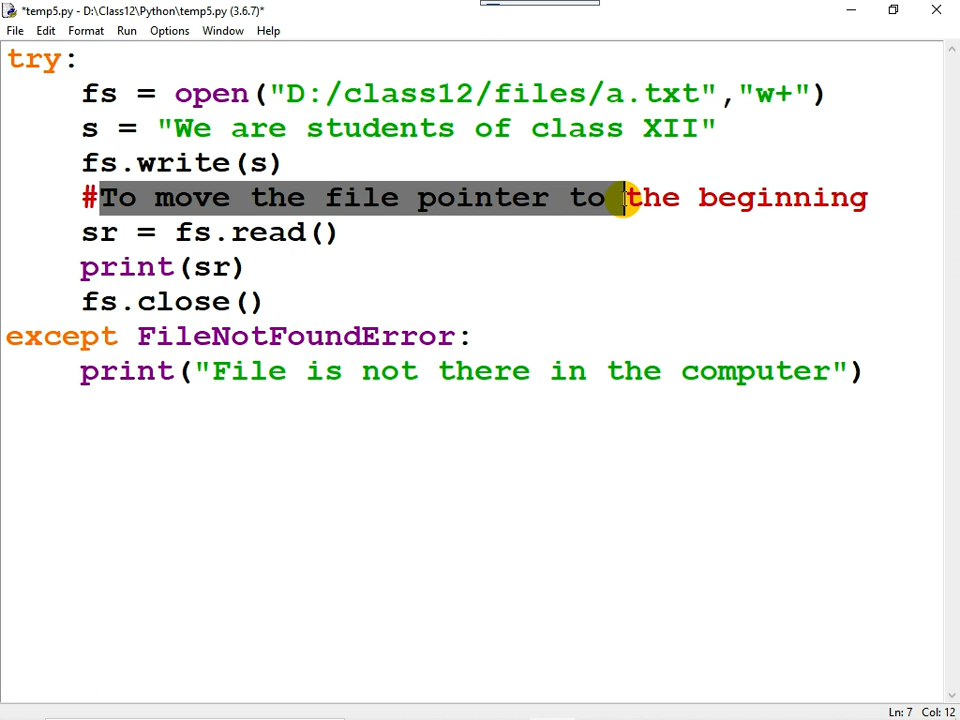 *temp5.py - D:\Class12\Python\temp5.py (3.6.7)*
File Edit Format Run Options Window Help
try:
    fs = open("D:/class12/files/a.txt","w+")
    s = "We are students of class XII"
    fs.write(s)
    #To move the file pointer to the beginning
    sr = fs.read()
    print(sr)
    fs.close()
except FileNotFoundError:
    print("File is not there in the computer")
Ln: 7 Col: 12